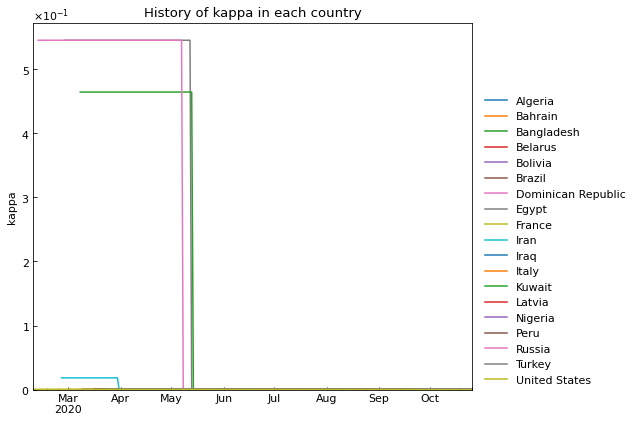 History of kappa in each country
×10⁻¹
5
4
3
2
1
0
kappa
Mar
2020
Apr
May
Jun
Jul
Aug
Sep
Oct
Algeria
Bahrain
Bangladesh
Belarus
Bolivia
Brazil
Dominican Republic
Egypt
France
Iran
Iraq
Italy
Kuwait
Latvia
Nigeria
Peru
Russia
Turkey
United States